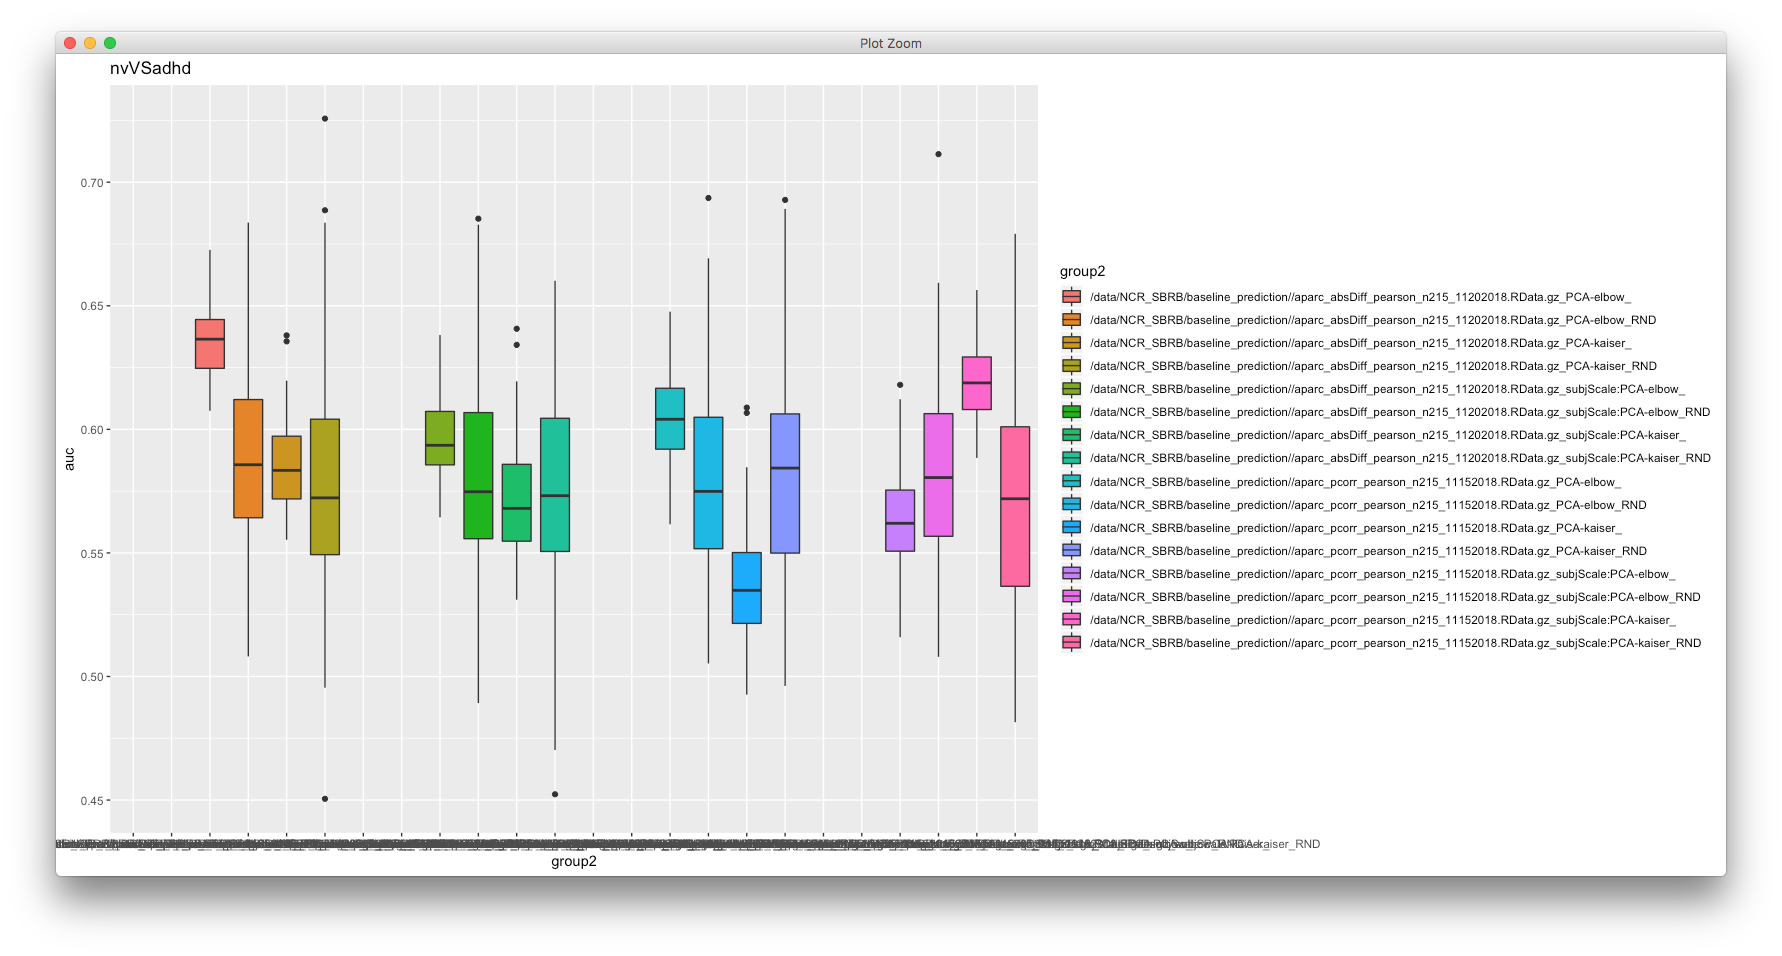 Plot Zoom
nvVSadhd
auc
0.70
0.65
0.60
0.55
0.50
0.45
group2
group2
/data/NCR_SBRB/baseline_prediction//aparc_absDiff_pearson_n215_11202018.RData.gz_PCA-elbow_
/data/NCR_SBRB/baseline_prediction//aparc_absDiff_pearson_n215_11202018.RData.gz_PCA-elbow_RND
/data/NCR_SBRB/baseline_prediction//aparc_absDiff_pearson_n215_11202018.RData.gz_PCA-kaiser_
/data/NCR_SBRB/baseline_prediction//aparc_absDiff_pearson_n215_11202018.RData.gz_PCA-kaiser_RND
/data/NCR_SBRB/baseline_prediction//aparc_absDiff_pearson_n215_11202018.RData.gz_subjScale:PCA-elbow_
/data/NCR_SBRB/baseline_prediction//aparc_absDiff_pearson_n215_11202018.RData.gz_subjScale:PCA-elbow_RND
/data/NCR_SBRB/baseline_prediction//aparc_absDiff_pearson_n215_11202018.RData.gz_subjScale:PCA-kaiser_
/data/NCR_SBRB/baseline_prediction//aparc_absDiff_pearson_n215_11202018.RData.gz_subjScale:PCA-kaiser_RND
/data/NCR_SBRB/baseline_prediction//aparc_pcorr_pearson_n215_11152018.RData.gz_PCA-elbow_
/data/NCR_SBRB/baseline_prediction//aparc_pcorr_pearson_n215_11152018.RData.gz_PCA-elbow_RND
/data/NCR_SBRB/baseline_prediction//aparc_pcorr_pearson_n215_11152018.RData.gz_PCA-kaiser_
/data/NCR_SBRB/baseline_prediction//aparc_pcorr_pearson_n215_11152018.RData.gz_PCA-kaiser_RND
/data/NCR_SBRB/baseline_prediction//aparc_pcorr_pearson_n215_11152018.RData.gz_subjScale:PCA-elbow_
/data/NCR_SBRB/baseline_prediction//aparc_pcorr_pearson_n215_11152018.RData.gz_subjScale:PCA-elbow_RND
/data/NCR_SBRB/baseline_prediction//aparc_pcorr_pearson_n215_11152018.RData.gz_subjScale:PCA-kaiser_
/data/NCR_SBRB/baseline_prediction//aparc_pcorr_pearson_n215_11152018.RData.gz_subjScale:PCA-kaiser_RND